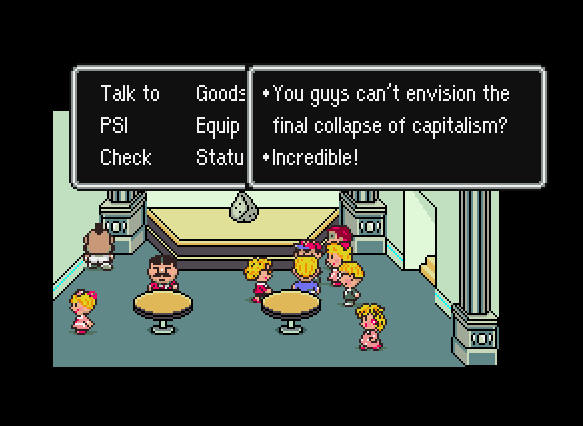 Talk to Goods
PSI Equip
Check Statu
•You guys can't envision the
final collapse of capitalism?
•Incredible!